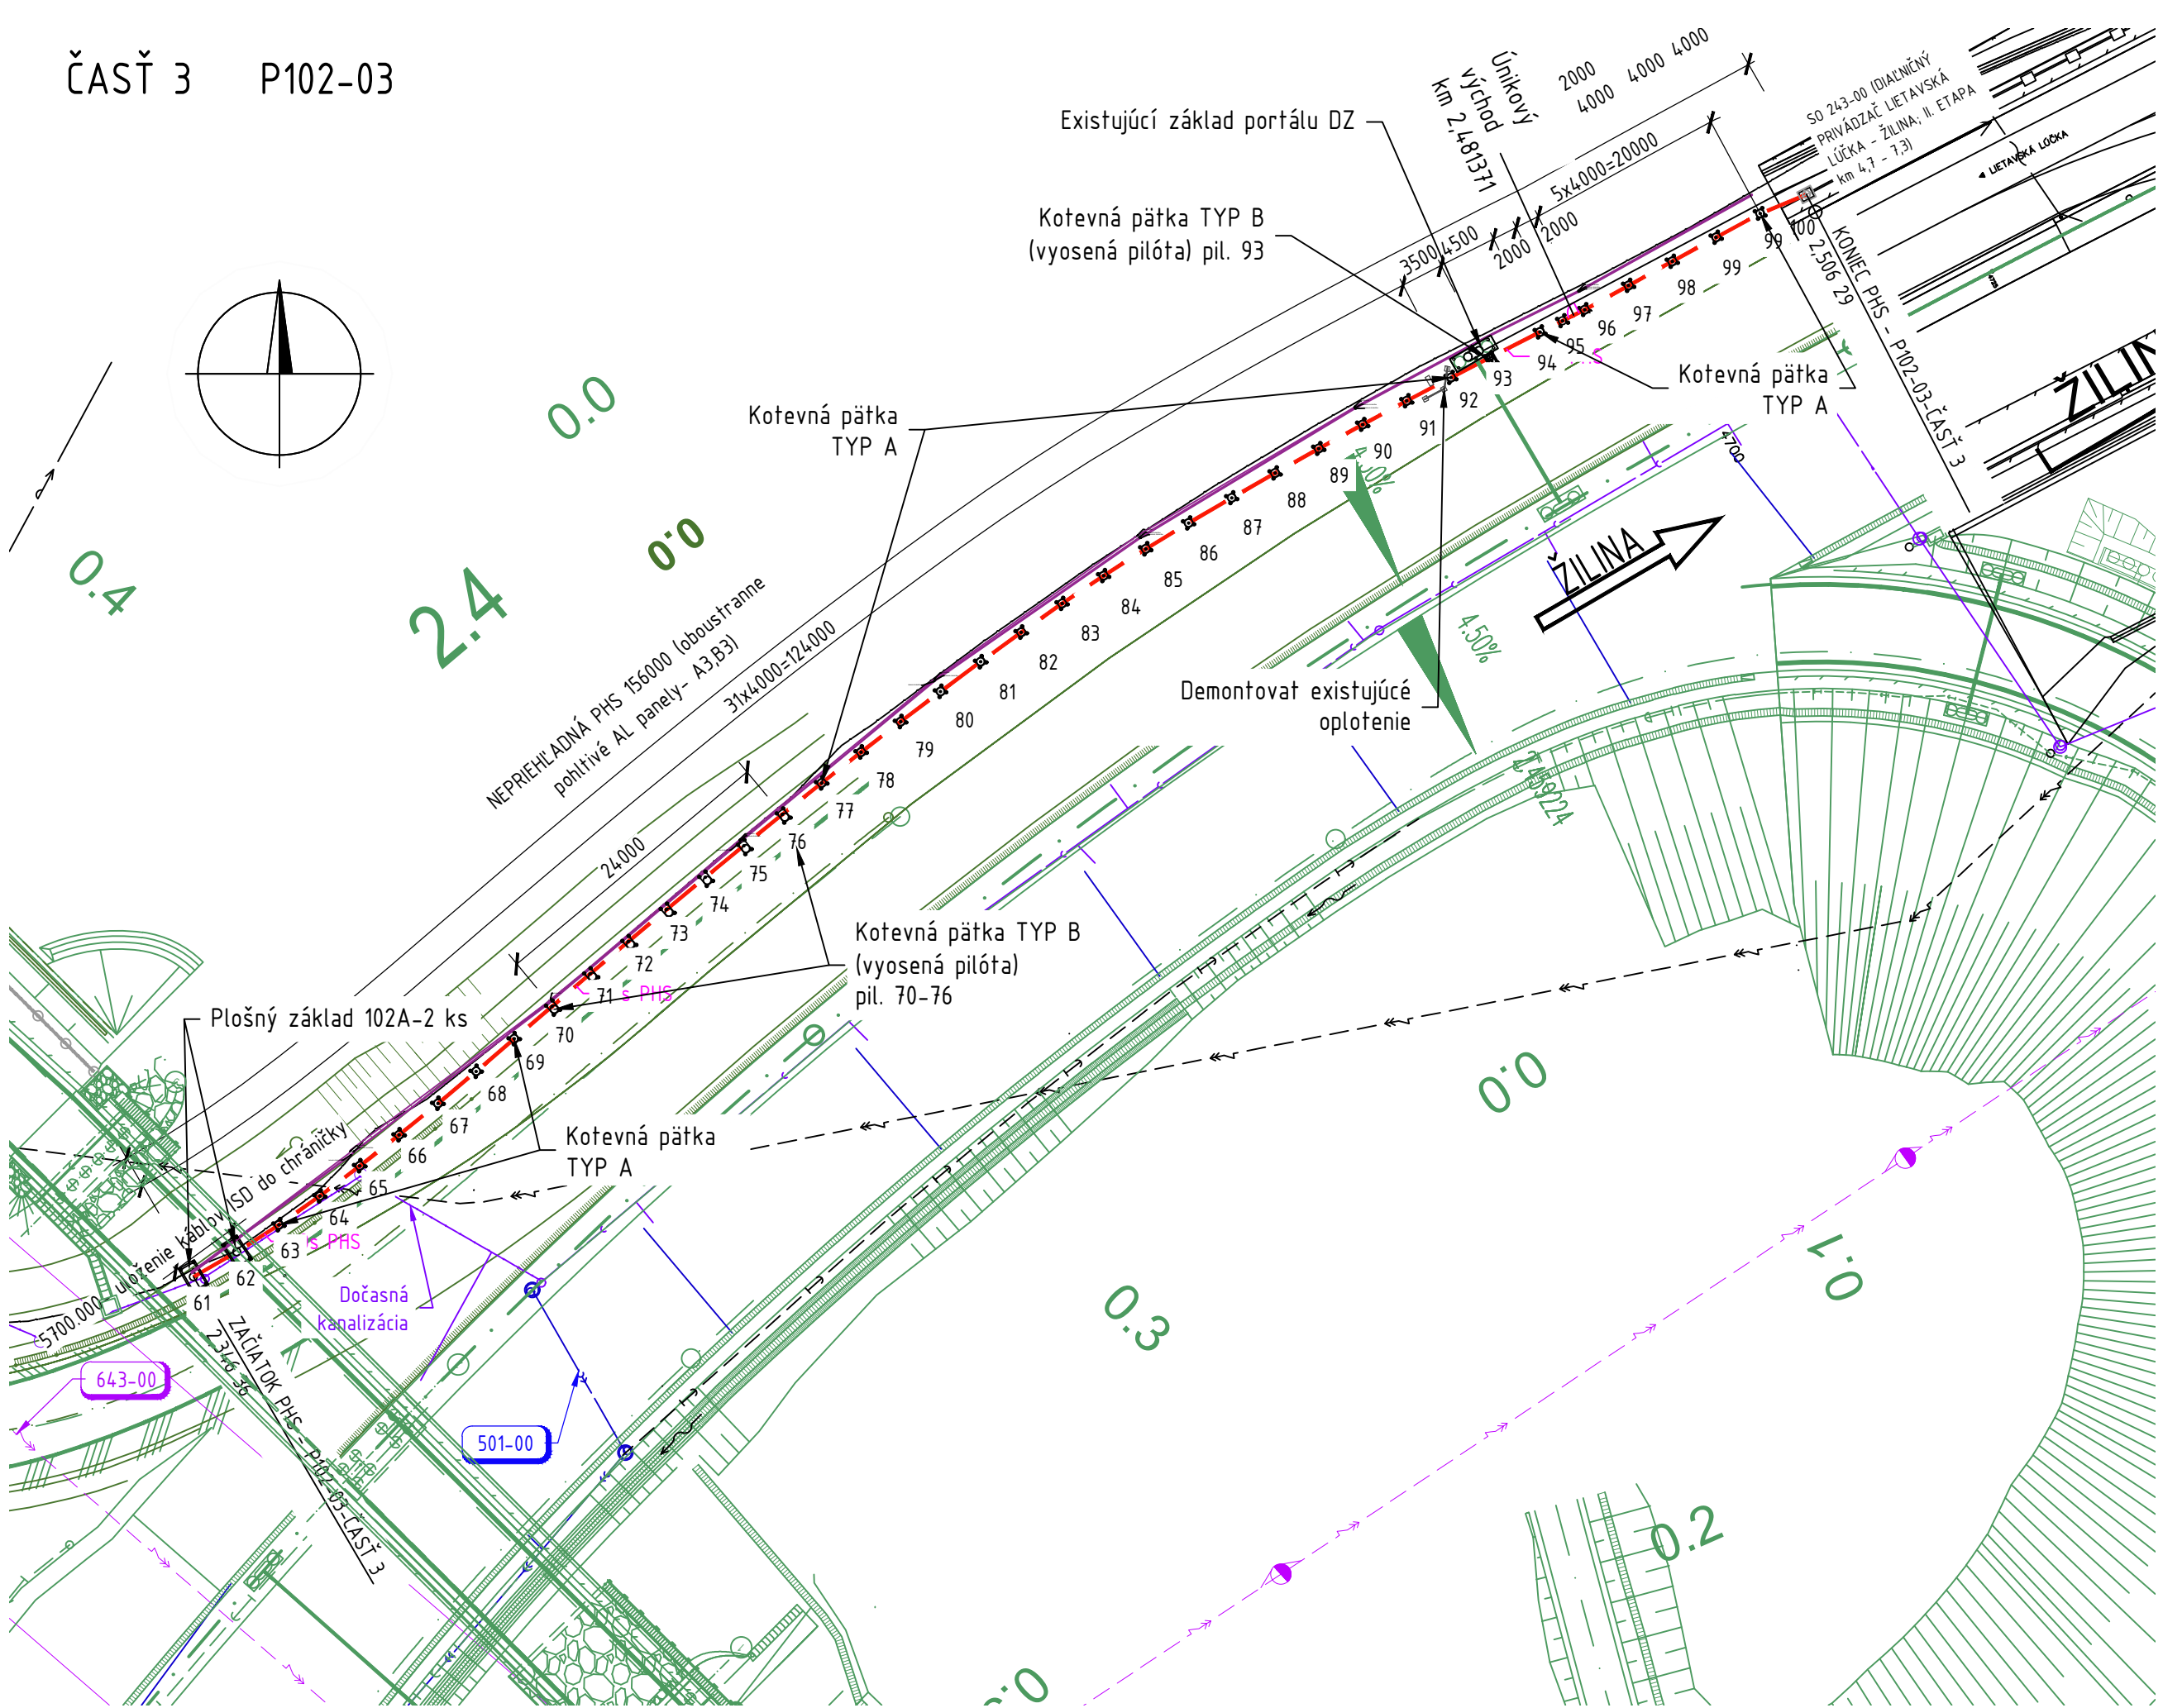 ČASŤ 3 P102-03
Existujúcí základ portálu DZ
Kotevná pätka TYP B
(vyosená pilóta) pil. 93
Únikový
východ
km 2,481371
2000
4000 4000 4000
5x4000=20000
3500 4500
2000 2000
SO 243-00 (DIAĽNIČNÝ
PRIVÁDZAČ LIETAVSKÁ
LÚČKA - ŽILINA; II. ETAPA
km 4,7 - 7,3)
LIETAVSKÁ LÚČKA
KONIEC PHS - P102-03-ČASŤ 3
2,506 29
Kotevná pätka
TYP A
Kotevná pätka
TYP A
4700
ŽILINA
4.50%
4.50%
Demontovat existujúcé
oplotenie
NEPRIEHĽADNÁ PHS 156000 (oboustranne
pohltivé AL panely- A3,B3)
31x4000=124000
24000
0.0
0.0
2.4
0.4
Kotevná pätka TYP B
(vyosená pilóta)
pil. 70-76
Plošný základ 102A-2 ks
Kotevná pätka
TYP A
61
62
63
64
65
66
67
68
69
70
71
72
73
74
75
76
77
78
79
80
81
82
83
84
85
86
87
88
89
90
91
92
93
94
95
96
97
98
99
99
100
s PHS
s PHS
5700.000- uloženie káblov ISD do chráničky
Dočasná
kanalizácia
ZAČIATOK PHS - P102-03-ČASŤ 3
2,346 36
643-00
501-00
0.0
0.1
0.3
0.2